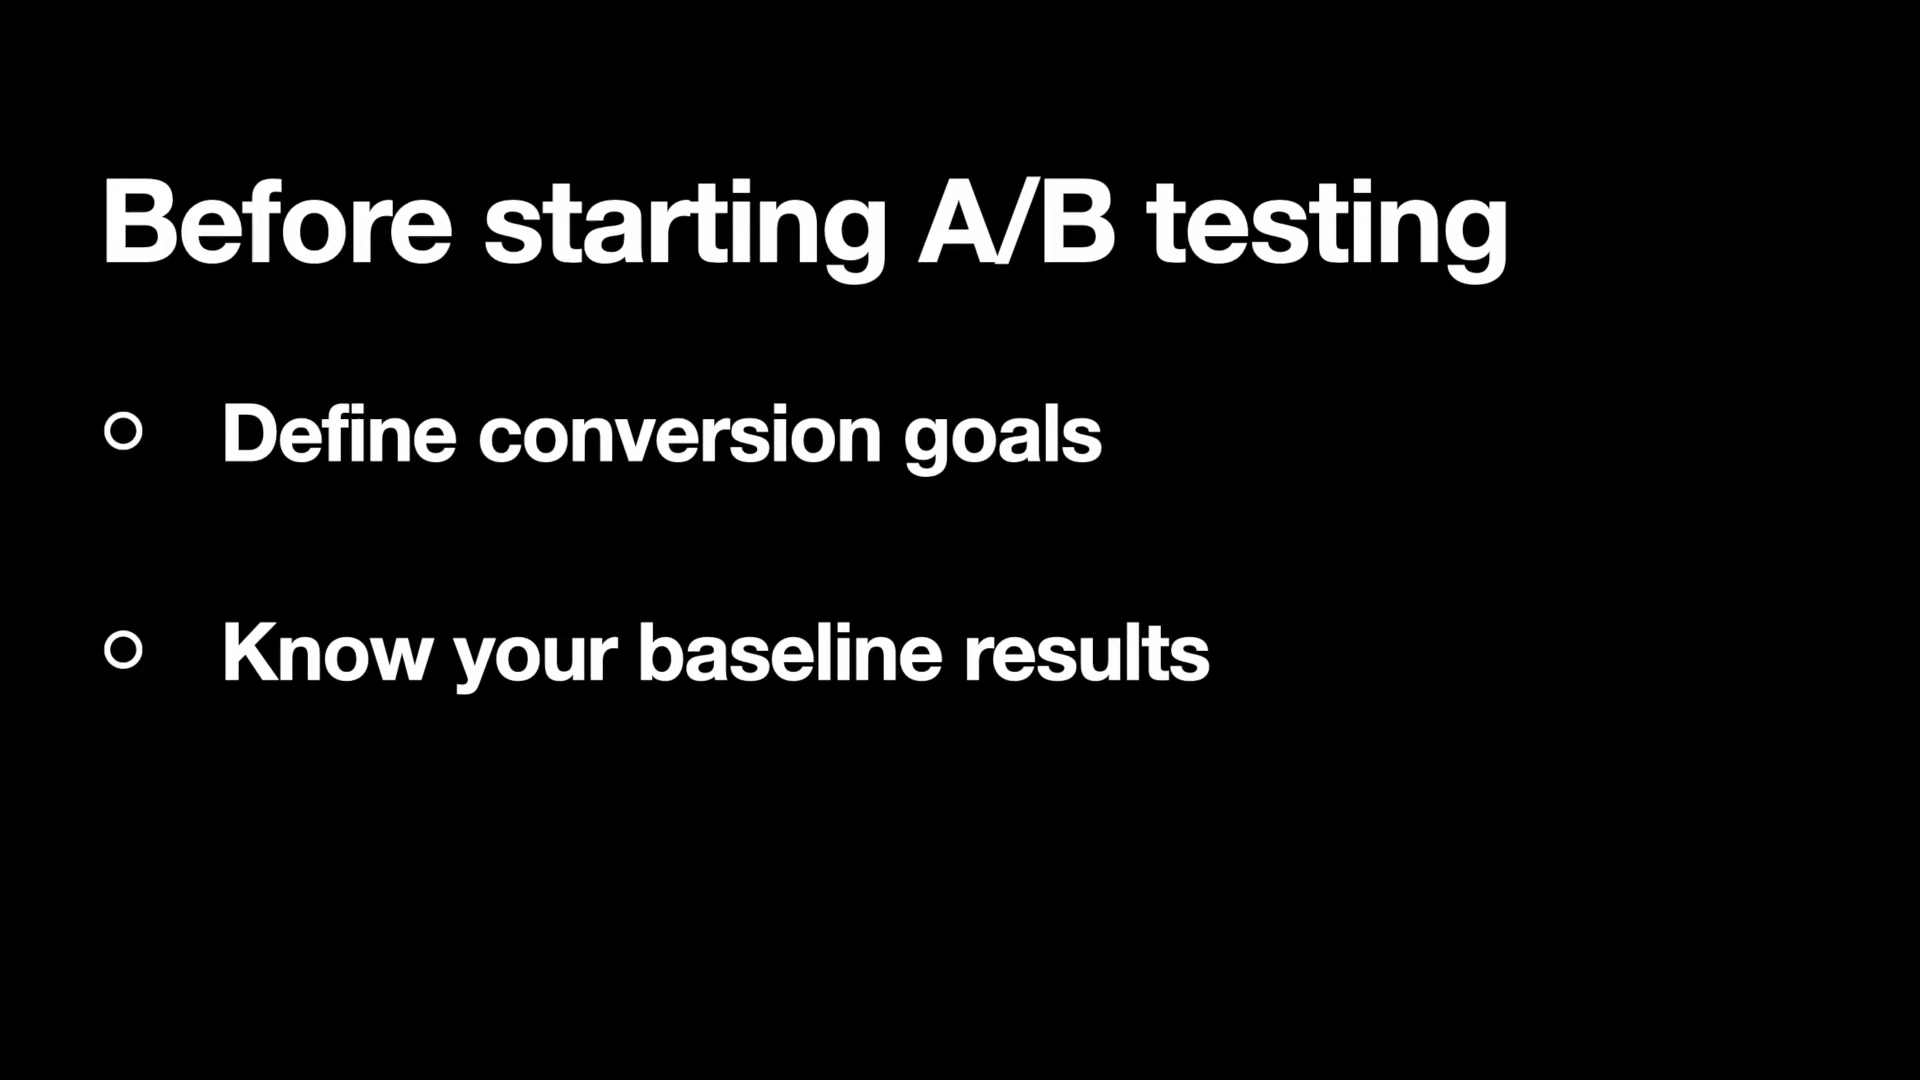 Before starting A/B testing
Define conversion goals
Know your baseline results